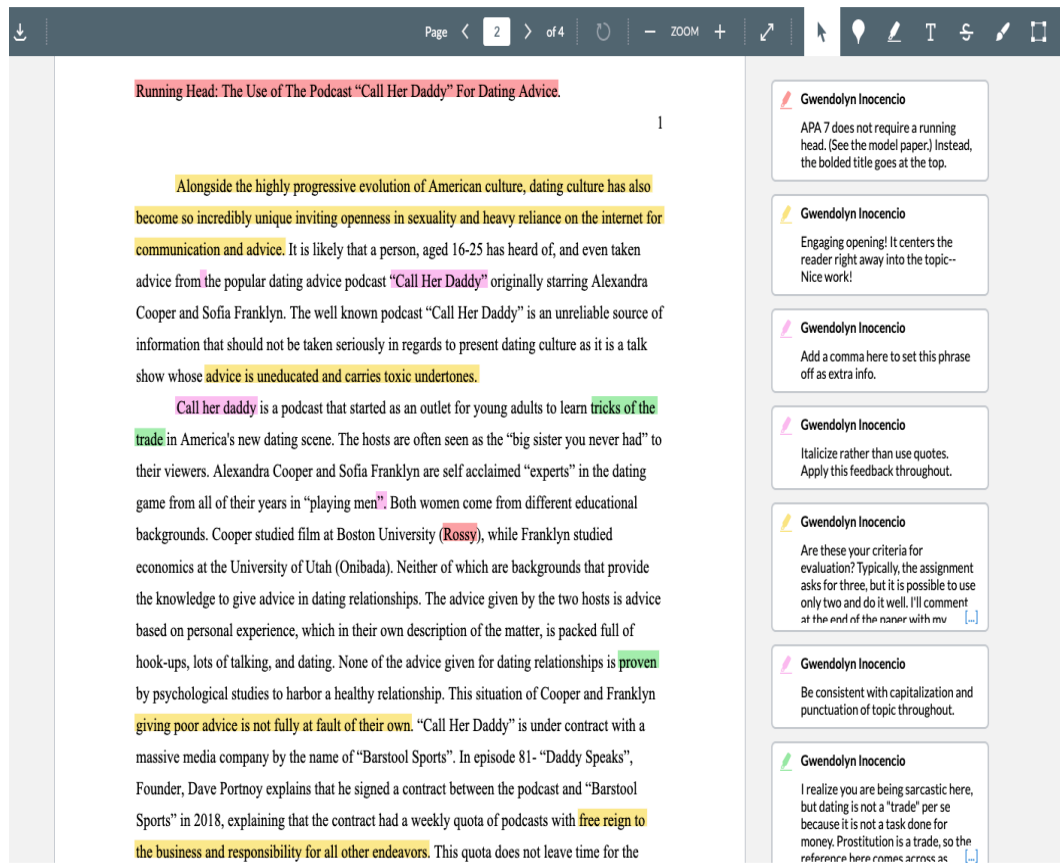 Page 2 of 4 ZOOM T S
Running Head: The Use of The Podcast “Call Her Daddy” For Dating Advice.
1
Alongside the highly progressive evolution of American culture, dating culture has also
become so incredibly unique inviting openness in sexuality and heavy reliance on the internet for
communication and advice. It is likely that a person, aged 16-25 has heard of, and even taken
advice from the popular dating advice podcast “Call Her Daddy” originally starring Alexandra
Cooper and Sofia Franklyn. The well known podcast “Call Her Daddy” is an unreliable source of
information that should not be taken seriously in regards to present dating culture as it is a talk
show whose advice is uneducated and carries toxic undertones.
Call her daddy is a podcast that started as an outlet for young adults to learn tricks of the
trade in America's new dating scene. The hosts are often seen as the “big sister you never had” to
their viewers. Alexandra Cooper and Sofia Franklyn are self acclaimed “experts” in the dating
game from all of their years in “playing men”. Both women come from different educational
backgrounds. Cooper studied film at Boston University (Rossy), while Franklyn studied
economics at the University of Utah (Onibada). Neither of which are backgrounds that provide
the knowledge to give advice in dating relationships. The advice given by the two hosts is advice
based on personal experience, which in their own description of the matter, is packed full of
hook-ups, lots of talking, and dating. None of the advice given for dating relationships is proven
by psychological studies to harbor a healthy relationship. This situation of Cooper and Franklyn
giving poor advice is not fully at fault of their own. “Call Her Daddy” is under contract with a
massive media company by the name of “Barstool Sports”. In episode 81- “Daddy Speaks”,
Founder, Dave Portnoy explains that he signed a contract between the podcast and “Barstool
Sports” in 2018, explaining that the contract had a weekly quota of podcasts with free reign to
the business and responsibility for all other endeavors. This quota does not leave time for the
Gwendolyn Inocencio
APA 7 does not require a running
head. (See the model paper.) Instead,
the bolded title goes at the top.
Gwendolyn Inocencio
Engaging opening! It centers the
reader right away into the topic--
Nice work!
Gwendolyn Inocencio
Add a comma here to set this phrase
off as extra info.
Gwendolyn Inocencio
Italicize rather than use quotes.
Apply this feedback throughout.
Gwendolyn Inocencio
Are these your criteria for
evaluation? Typically, the assignment
asks for three, but it is possible to use
only two and do it well. I'll comment
at the end of the paper with my [...]
Gwendolyn Inocencio
Be consistent with capitalization and
punctuation of topic throughout.
Gwendolyn Inocencio
I realize you are being sarcastic here,
but dating is not a "trade" per se
because it is not a task done for
money. Prostitution is a trade, so the
reference here comes across as [...]